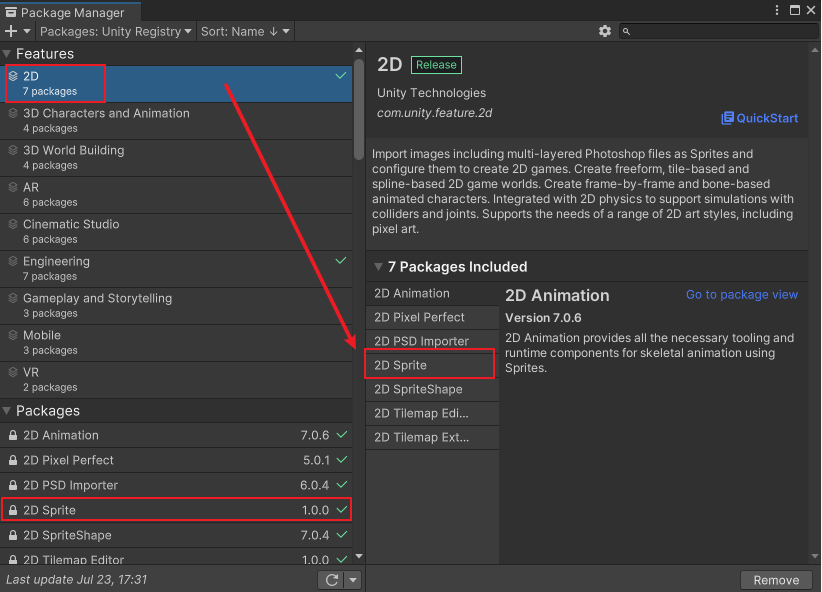 Package Manager
Packages: Unity Registry
Sort: Name ↓
Features
2D
7 packages
3D Characters and Animation
4 packages
3D World Building
4 packages
AR
6 packages
Cinematic Studio
6 packages
Engineering
7 packages
Gameplay and Storytelling
3 packages
Mobile
3 packages
VR
2 packages
Packages
2D Animation 7.0.6
2D Pixel Perfect 5.0.1
2D PSD Importer 6.0.4
2D Sprite 1.0.0
2D SpriteShape 7.0.4
2D Tilemap Editor 1.0.0
Last update Jul 23, 17:31
2D Release
Unity Technologies
com.unity.feature.2d
QuickStart
Import images including multi-layered Photoshop files as Sprites and
configure them to create 2D games. Create freeform, tile-based and
spline-based 2D game worlds. Create frame-by-frame and bone-based
animated characters. Integrated with 2D physics to support simulations with
colliders and joints. Supports the needs of a range of 2D art styles, including
pixel art.
7 Packages Included
2D Animation
2D Pixel Perfect
2D PSD Importer
2D Sprite
2D SpriteShape
2D Tilemap Edi...
2D Tilemap Ext...
2D Animation
Go to package view
Version 7.0.6
2D Animation provides all the necessary tooling and
runtime components for skeletal animation using
Sprites.
Remove